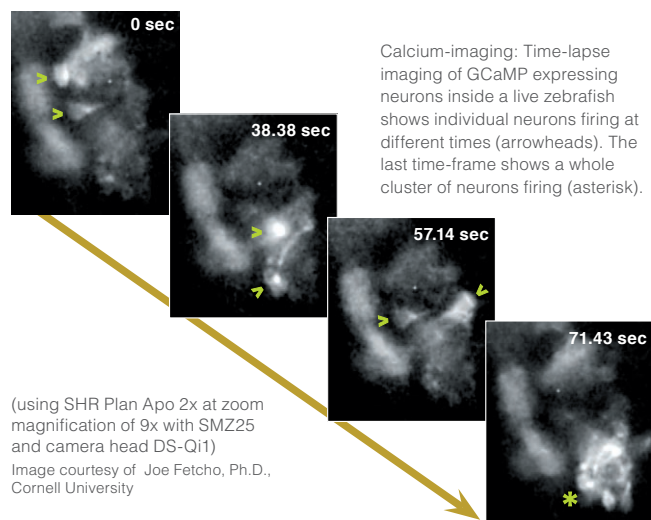 0 sec
Calcium-imaging: Time-lapse
imaging of GCaMP expressing
neurons inside a live zebrafish
shows individual neurons firing at
different times (arrowheads). The
last time-frame shows a whole
cluster of neurons firing (asterisk).
38.38 sec
57.14 sec
71.43 sec
(using SHR Plan Apo 2x at zoom
magnification of 9x with SMZ25
and camera head DS-Qi1)
Image courtesy of  Joe Fetcho, Ph.D.,
Cornell University